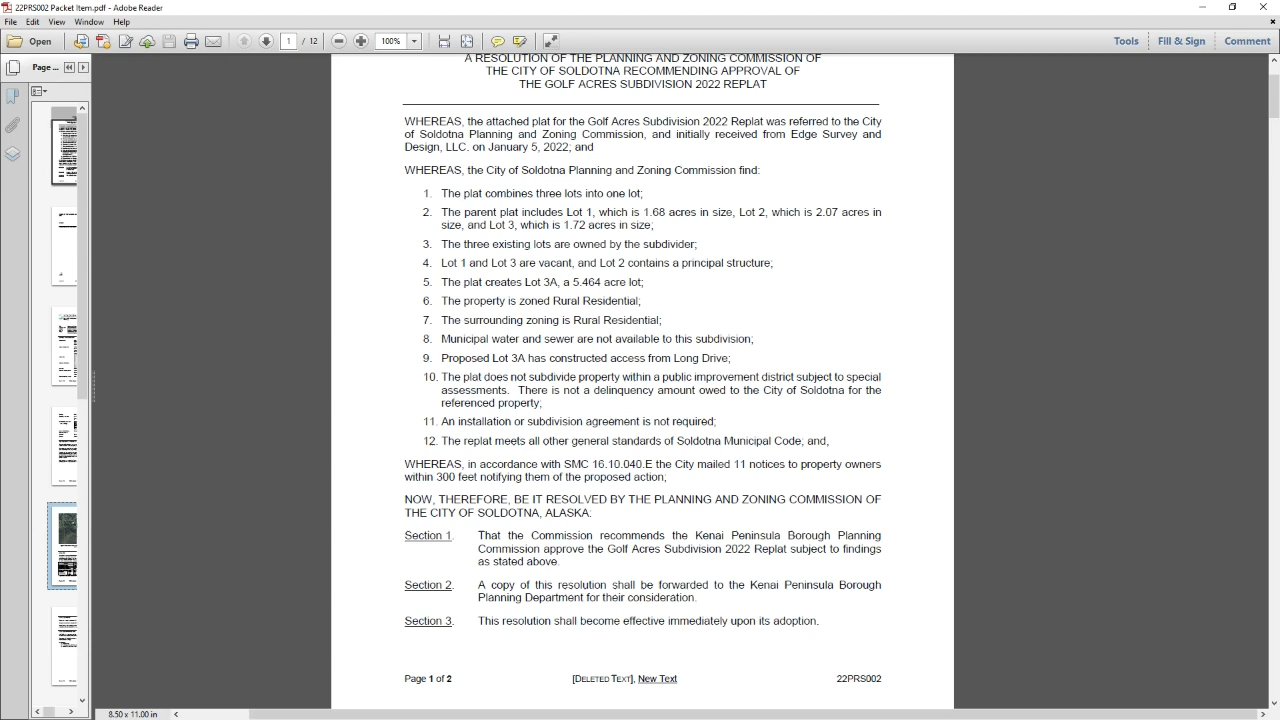 22PRS002 Packet Item.pdf - Adobe Reader
File Edit View Window Help
Open 1 / 12 100% Tools Fill & Sign Comment
Page ...
A RESOLUTION OF THE PLANNING AND ZONING COMMISSION OF
THE CITY OF SOLDOTNA RECOMMENDING APPROVAL OF
THE GOLF ACRES SUBDIVISION 2022 REPLAT
WHEREAS, the attached plat for the Golf Acres Subdivision 2022 Replat was referred to the City
of Soldotna Planning and Zoning Commission, and initially received from Edge Survey and
Design, LLC. on January 5, 2022; and
WHEREAS, the City of Soldotna Planning and Zoning Commission find:
1. The plat combines three lots into one lot;
2. The parent plat includes Lot 1, which is 1.68 acres in size, Lot 2, which is 2.07 acres in
size, and Lot 3, which is 1.72 acres in size;
3. The three existing lots are owned by the subdivider;
4. Lot 1 and Lot 3 are vacant, and Lot 2 contains a principal structure;
5. The plat creates Lot 3A, a 5.464 acre lot;
6. The property is zoned Rural Residential;
7. The surrounding zoning is Rural Residential;
8. Municipal water and sewer are not available to this subdivision;
9. Proposed Lot 3A has constructed access from Long Drive;
10. The plat does not subdivide property within a public improvement district subject to special
assessments. There is not a delinquency amount owed to the City of Soldotna for the
referenced property;
11. An installation or subdivision agreement is not required;
12. The replat meets all other general standards of Soldotna Municipal Code; and,
WHEREAS, in accordance with SMC 16.10.040.E the City mailed 11 notices to property owners
within 300 feet notifying them of the proposed action;
NOW, THEREFORE, BE IT RESOLVED BY THE PLANNING AND ZONING COMMISSION OF
THE CITY OF SOLDOTNA, ALASKA:
Section 1. That the Commission recommends the Kenai Peninsula Borough Planning
Commission approve the Golf Acres Subdivision 2022 Replat subject to findings
as stated above.
Section 2. A copy of this resolution shall be forwarded to the Kenai Peninsula Borough
Planning Department for their consideration.
Section 3. This resolution shall become effective immediately upon its adoption.
Page 1 of 2 [DELETED TEXT], New Text 22PRS002
8.50 x 11.00 in